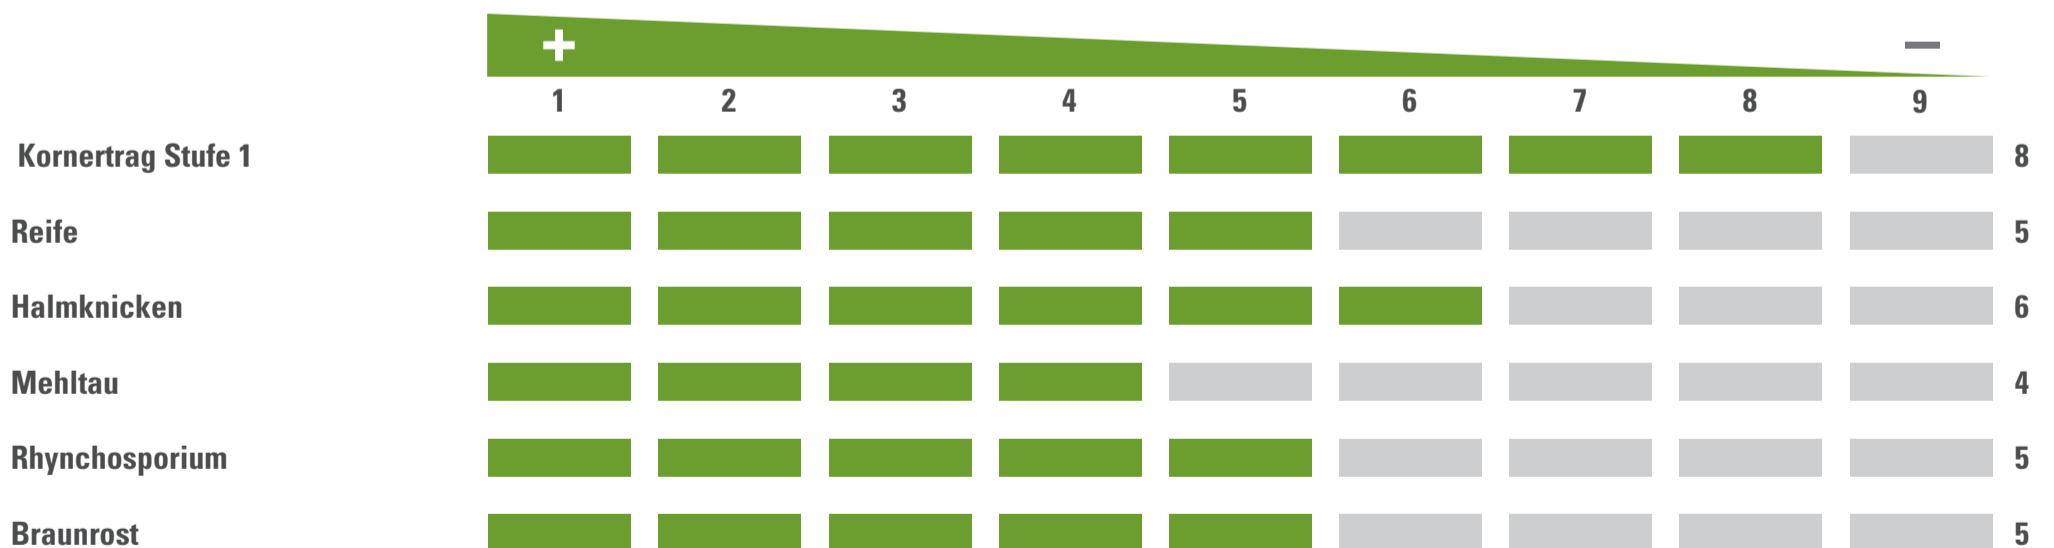 + −
1 2 3 4 5 6 7 8 9
Kornertrag Stufe 1 8
Reife 5
Halmknicken 6
Mehltau 4
Rhynchosporium 5
Braunrost 5